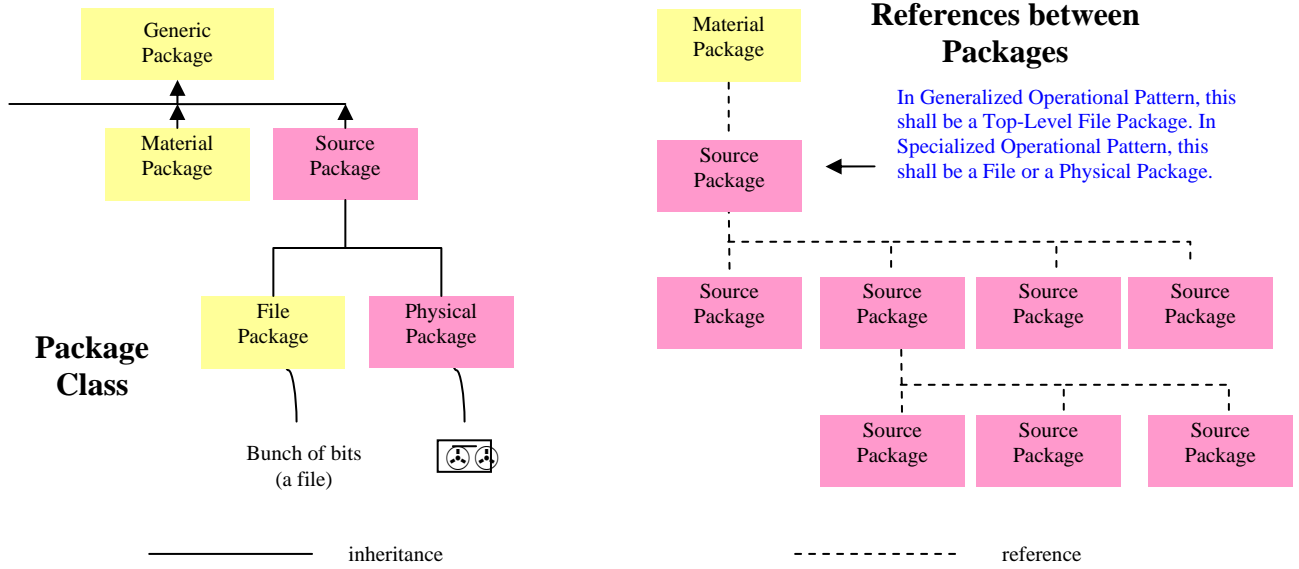 Generic
Package
Material
Package
Source
Package
File
Package
Physical
Package
Package
Class
Bunch of bits
(a file)
inheritance
References between
Packages
Material
Package
In Generalized Operational Pattern, this
shall be a Top-Level File Package. In
Specialized Operational Pattern, this
shall be a File or a Physical Package.
Source
Package
Source
Package
Source
Package
Source
Package
Source
Package
Source
Package
Source
Package
Source
Package
reference